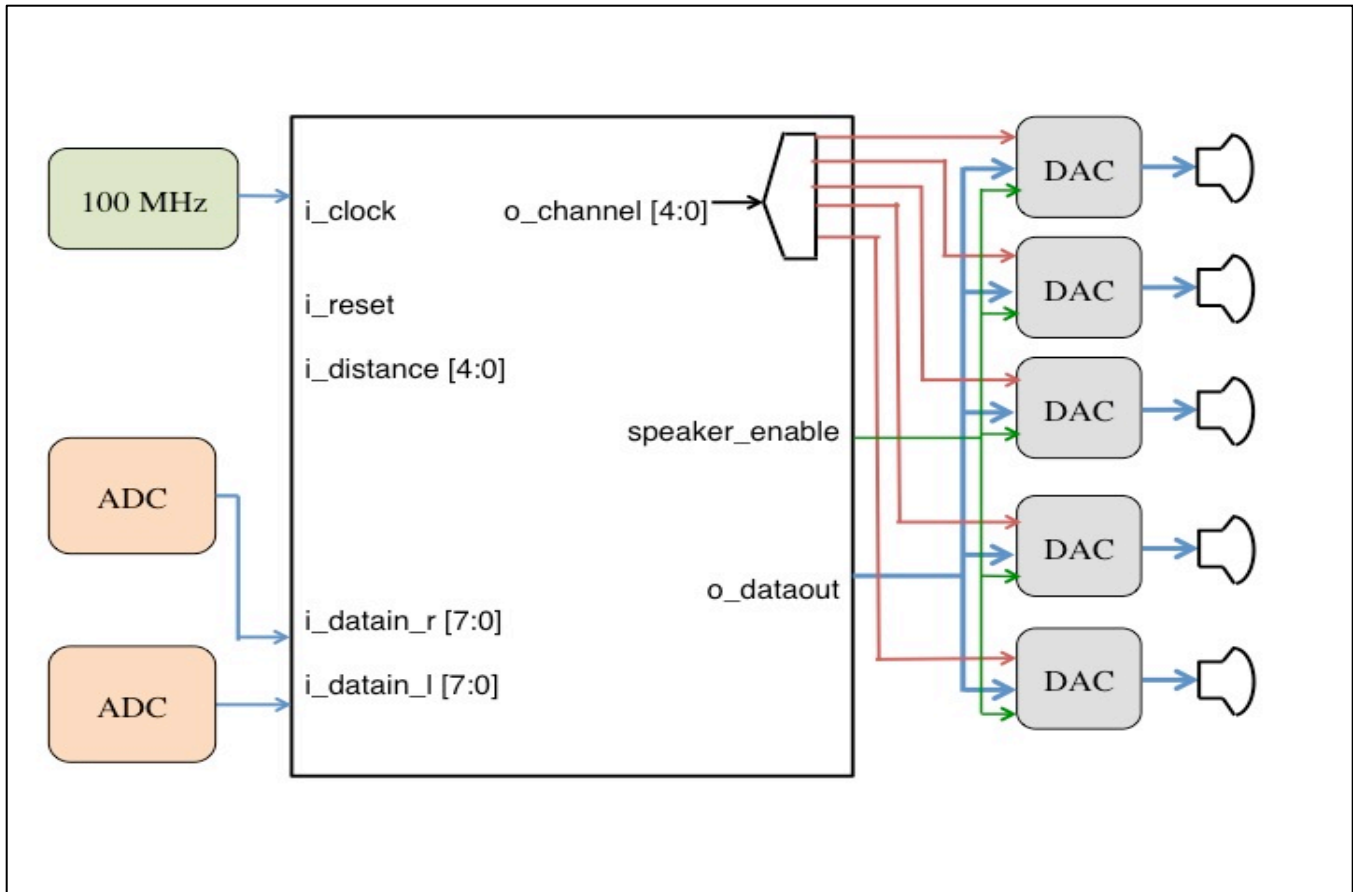 100 MHz
i_clock
o_channel [4:0]
i_reset
i_distance [4:0]
speaker_enable
ADC
o_dataout
i_datain_r [7:0]
i_datain_l [7:0]
ADC
DAC
DAC
DAC
DAC
DAC